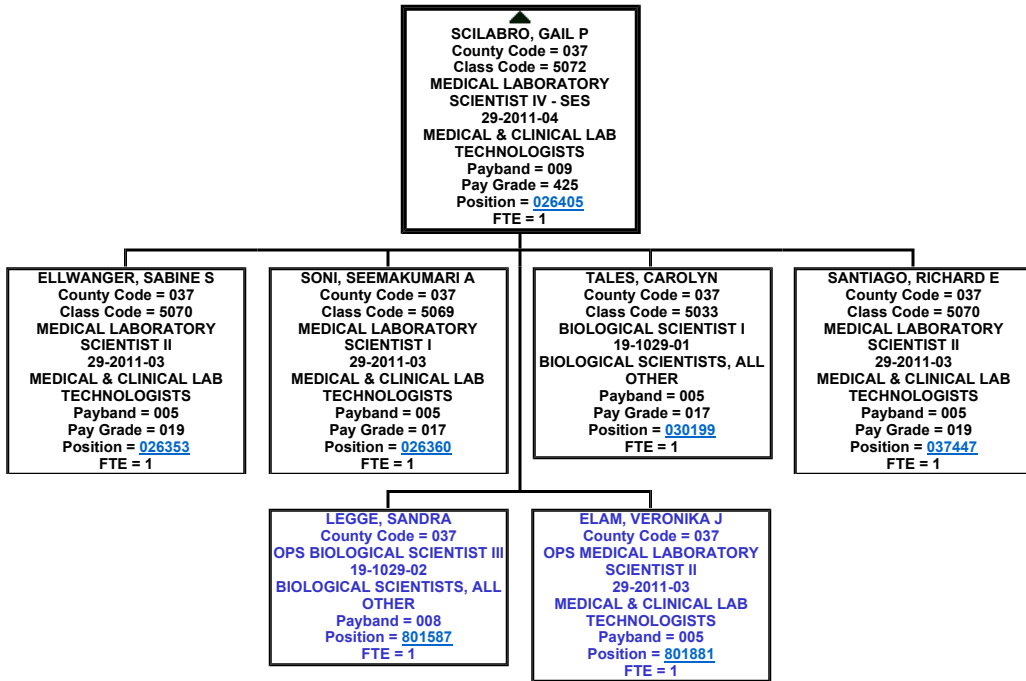 SCILABRO, GAIL P
County Code = 037
Class Code = 5072
MEDICAL LABORATORY
SCIENTIST IV - SES
29-2011-04
MEDICAL & CLINICAL LAB
TECHNOLOGISTS
Payband = 009
Pay Grade = 425
Position = 026405
FTE = 1
ELLWANGER, SABINE S
County Code = 037
Class Code = 5070
MEDICAL LABORATORY
SCIENTIST II
29-2011-03
MEDICAL & CLINICAL LAB
TECHNOLOGISTS
Payband = 005
Pay Grade = 019
Position = 026353
FTE = 1
SONI, SEEMAKUMARI A
County Code = 037
Class Code = 5069
MEDICAL LABORATORY
SCIENTIST I
29-2011-03
MEDICAL & CLINICAL LAB
TECHNOLOGISTS
Payband = 005
Pay Grade = 017
Position = 026360
FTE = 1
TALES, CAROLYN
County Code = 037
Class Code = 5033
BIOLOGICAL SCIENTIST I
19-1029-01
BIOLOGICAL SCIENTISTS, ALL
OTHER
Payband = 005
Pay Grade = 017
Position = 030199
FTE = 1
SANTIAGO, RICHARD E
County Code = 037
Class Code = 5070
MEDICAL LABORATORY
SCIENTIST II
29-2011-03
MEDICAL & CLINICAL LAB
TECHNOLOGISTS
Payband = 005
Pay Grade = 019
Position = 037447
FTE = 1
LEGGE, SANDRA
County Code = 037
OPS BIOLOGICAL SCIENTIST III
19-1029-02
BIOLOGICAL SCIENTISTS, ALL
OTHER
Payband = 008
Position = 801587
FTE = 1
ELAM, VERONIKA J
County Code = 037
OPS MEDICAL LABORATORY
SCIENTIST II
29-2011-03
MEDICAL & CLINICAL LAB
TECHNOLOGISTS
Payband = 005
Position = 801881
FTE = 1